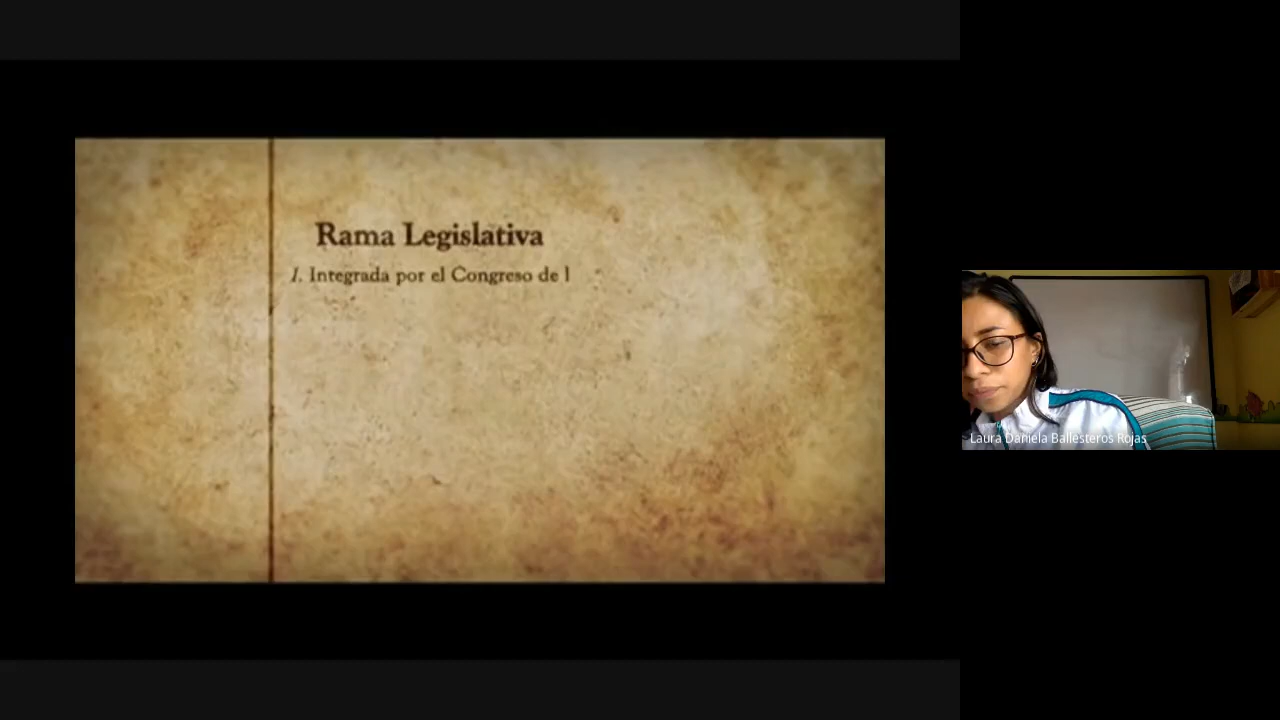 Rama Legislativa
1. Integrada por el Congreso de l
Laura Daniela Ballesteros Rojas